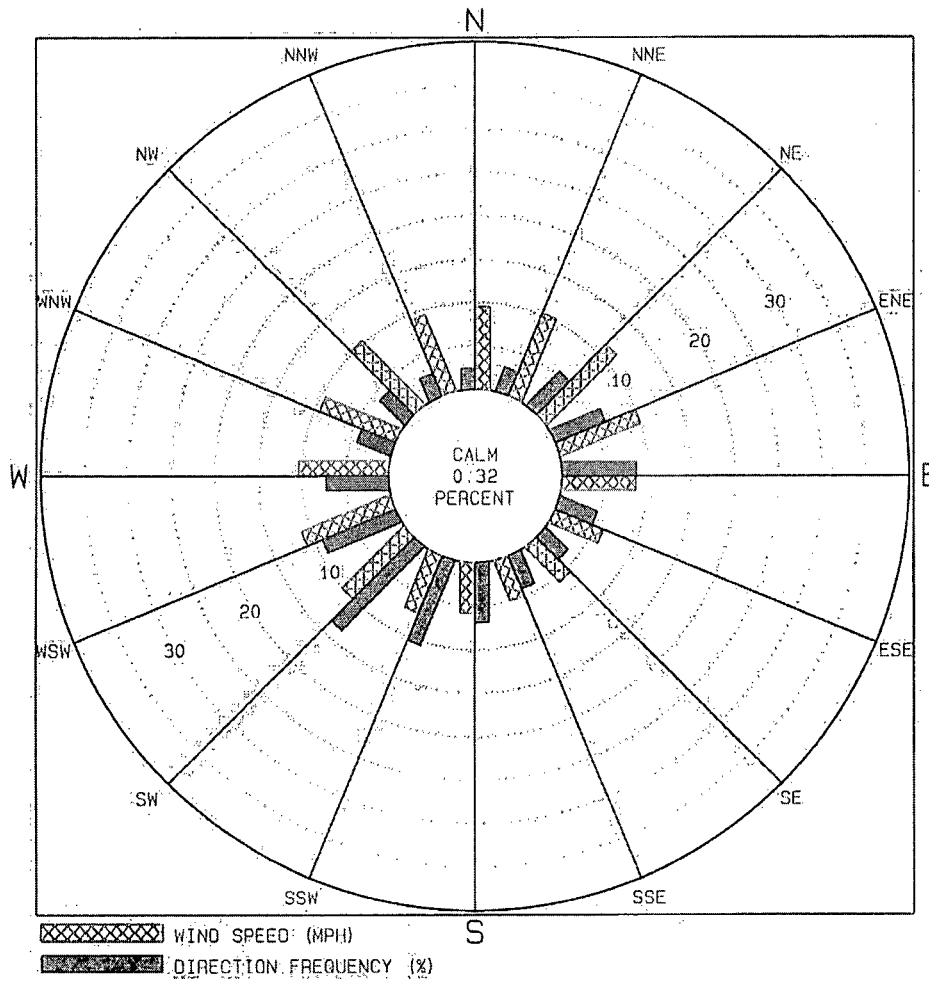 N
NNW
NNE
NW
NE
WNW
30
ENE
20
10
CALM
0.32
PERCENT
W
E
10
20
30
WSW
ESE
SW
SE
SSW
SSE
S
WIND SPEED (MPH)
DIRECTION FREQUENCY (%)